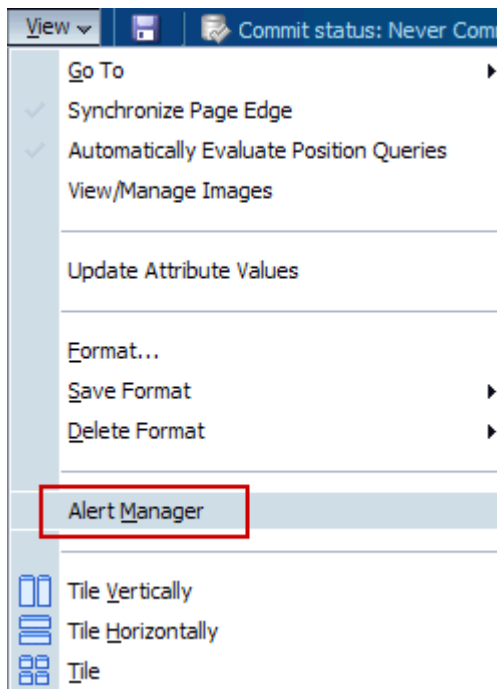 View
Commit status: Never Com
Go To
Synchronize Page Edge
Automatically Evaluate Position Queries
View/Manage Images
Update Attribute Values
Format...
Save Format
Delete Format
Alert Manager
Tile Vertically
Tile Horizontally
Tile